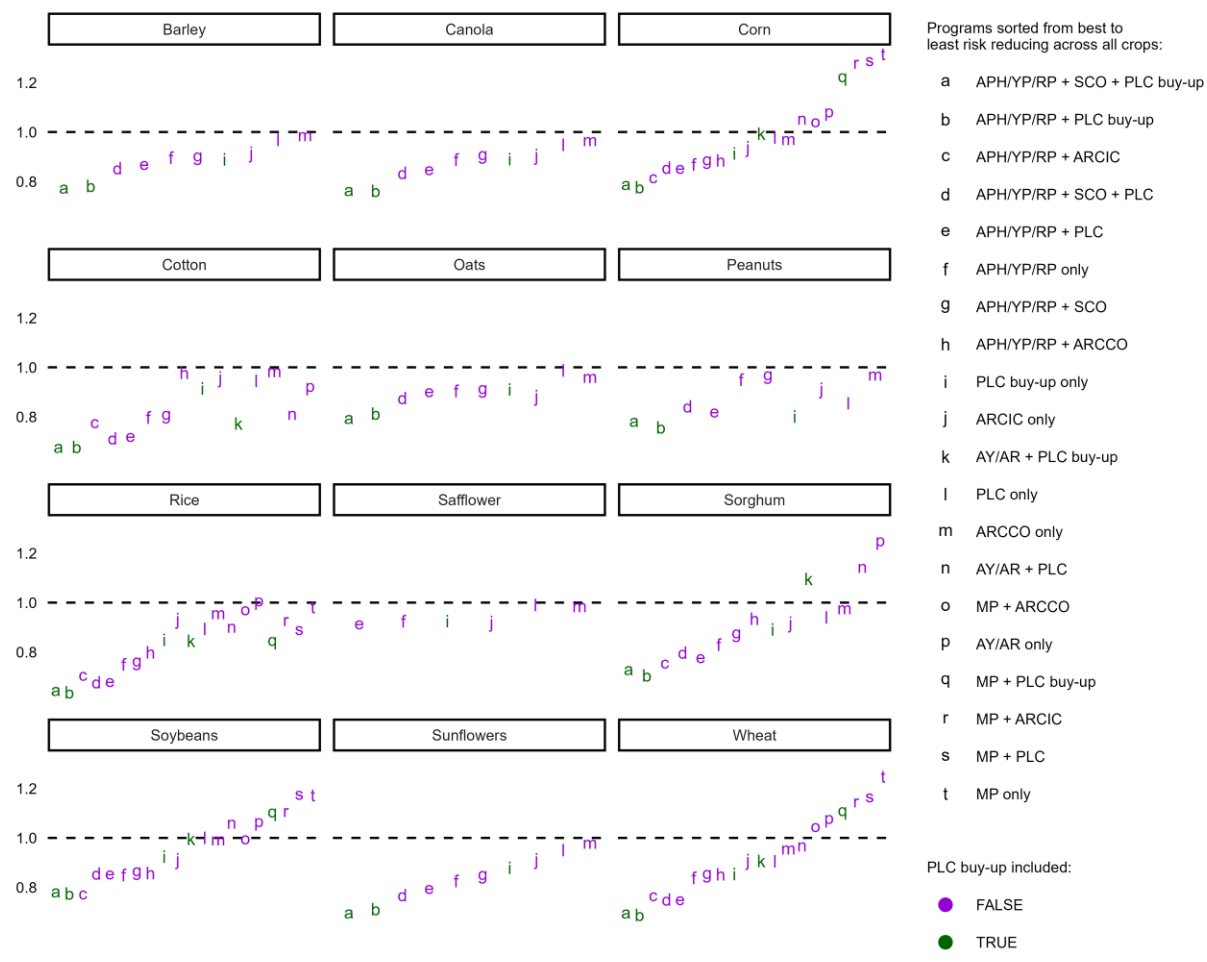 Barley
Canola
Corn
1.2
1.0
0.8
a b d e f g i j l m
a b d e f g i j l m
a b c d e f g h i j k l m n o p q r s t
Cotton
Oats
Peanuts
1.2
1.0
0.8
a b c d e f g h i j k l m n p
a b d e f g i j l m
a b d e f g i j l m
Rice
Safflower
Sorghum
1.2
1.0
0.8
a b c d e f g h i j k l m n o p q r s t
e f i j l m
a b c d e f g h i j k l m n p
Soybeans
Sunflowers
Wheat
1.2
1.0
0.8
a b c d e f g h i j k l m n o p q r s t
a b d e f g i j l m
a b c d e f g h i j k l m n o p q r s t
Programs sorted from best to
least risk reducing across all crops:
a APH/YP/RP + SCO + PLC buy-up
b APH/YP/RP + PLC buy-up
c APH/YP/RP + ARCIC
d APH/YP/RP + SCO + PLC
e APH/YP/RP + PLC
f APH/YP/RP only
g APH/YP/RP + SCO
h APH/YP/RP + ARCCO
i PLC buy-up only
j ARCIC only
k AY/AR + PLC buy-up
l PLC only
m ARCCO only
n AY/AR + PLC
o MP + ARCCO
p AY/AR only
q MP + PLC buy-up
r MP + ARCIC
s MP + PLC
t MP only
PLC buy-up included:
FALSE
TRUE